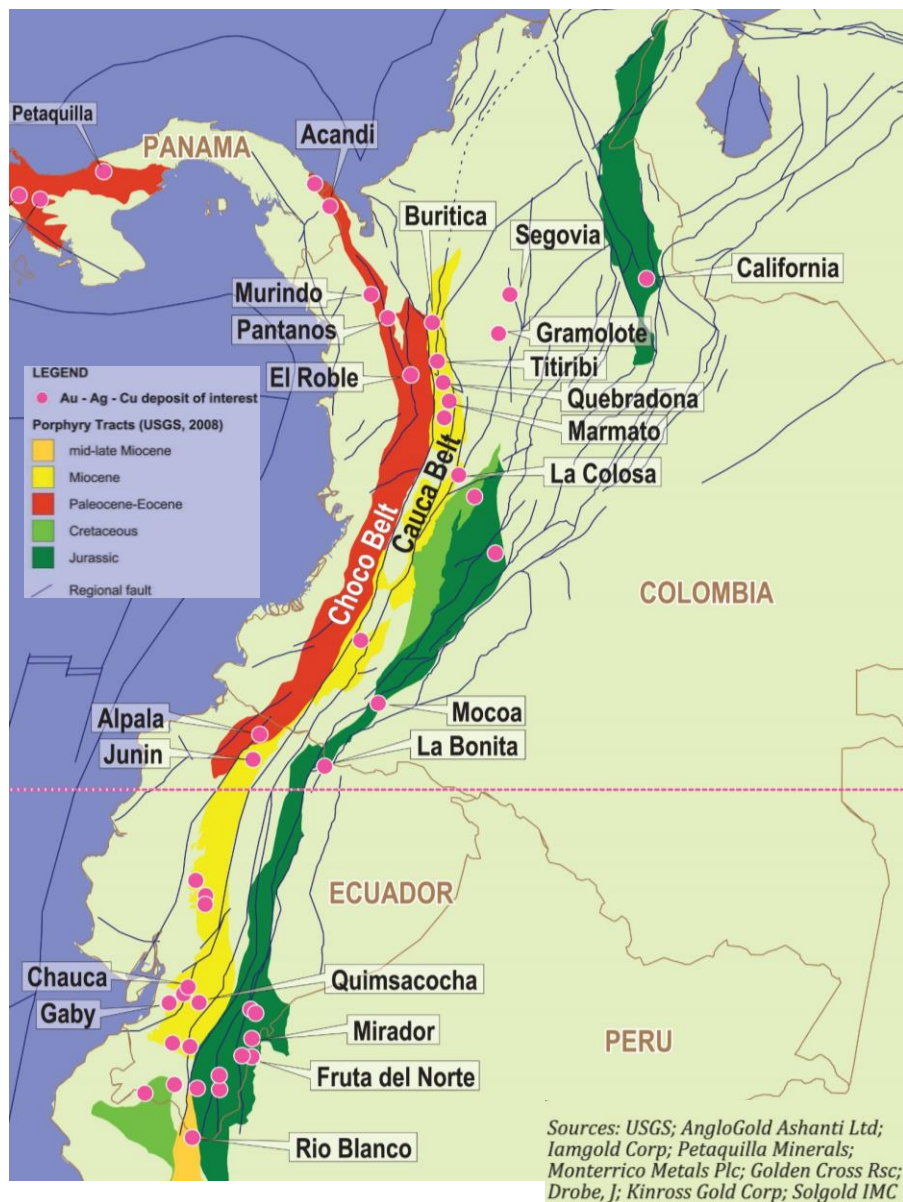 Petaquilla
PANAMA
Acandi
Buritica
Segovia
California
Murindo
Pantanos
Gramolote
Titiribi
El Roble
Quebradona
Marmato
La Colosa
LEGEND
Au - Ag - Cu deposit of interest
Porphyry Tracts (USGS, 2008)
mid-late Miocene
Miocene
Paleocene-Eocene
Cretaceous
Jurassic
Regional fault
Choco Belt
Cauca Belt
COLOMBIA
Alpala
Junin
Mocoa
La Bonita
ECUADOR
Chauca
Gaby
Quimsacocha
Mirador
PERU
Fruta del Norte
Rio Blanco
Sources: USGS; AngloGold Ashanti Ltd;
Iamgold Corp; Petaquilla Minerals;
Monterrico Metals Plc; Golden Cross Rsc;
Drobe, J; Kinross Gold Corp; Solgold IMC